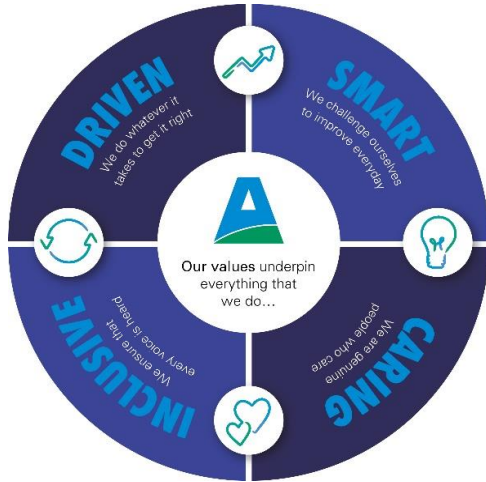 DRIVEN
We do whatever it
takes to get it right
SMART
We challenge ourselves
to improve everyday
A
Our values underpin
everything that
we do...
INCLUSIVE
We ensure that
every voice is heard
CARING
We are genuine
people who care